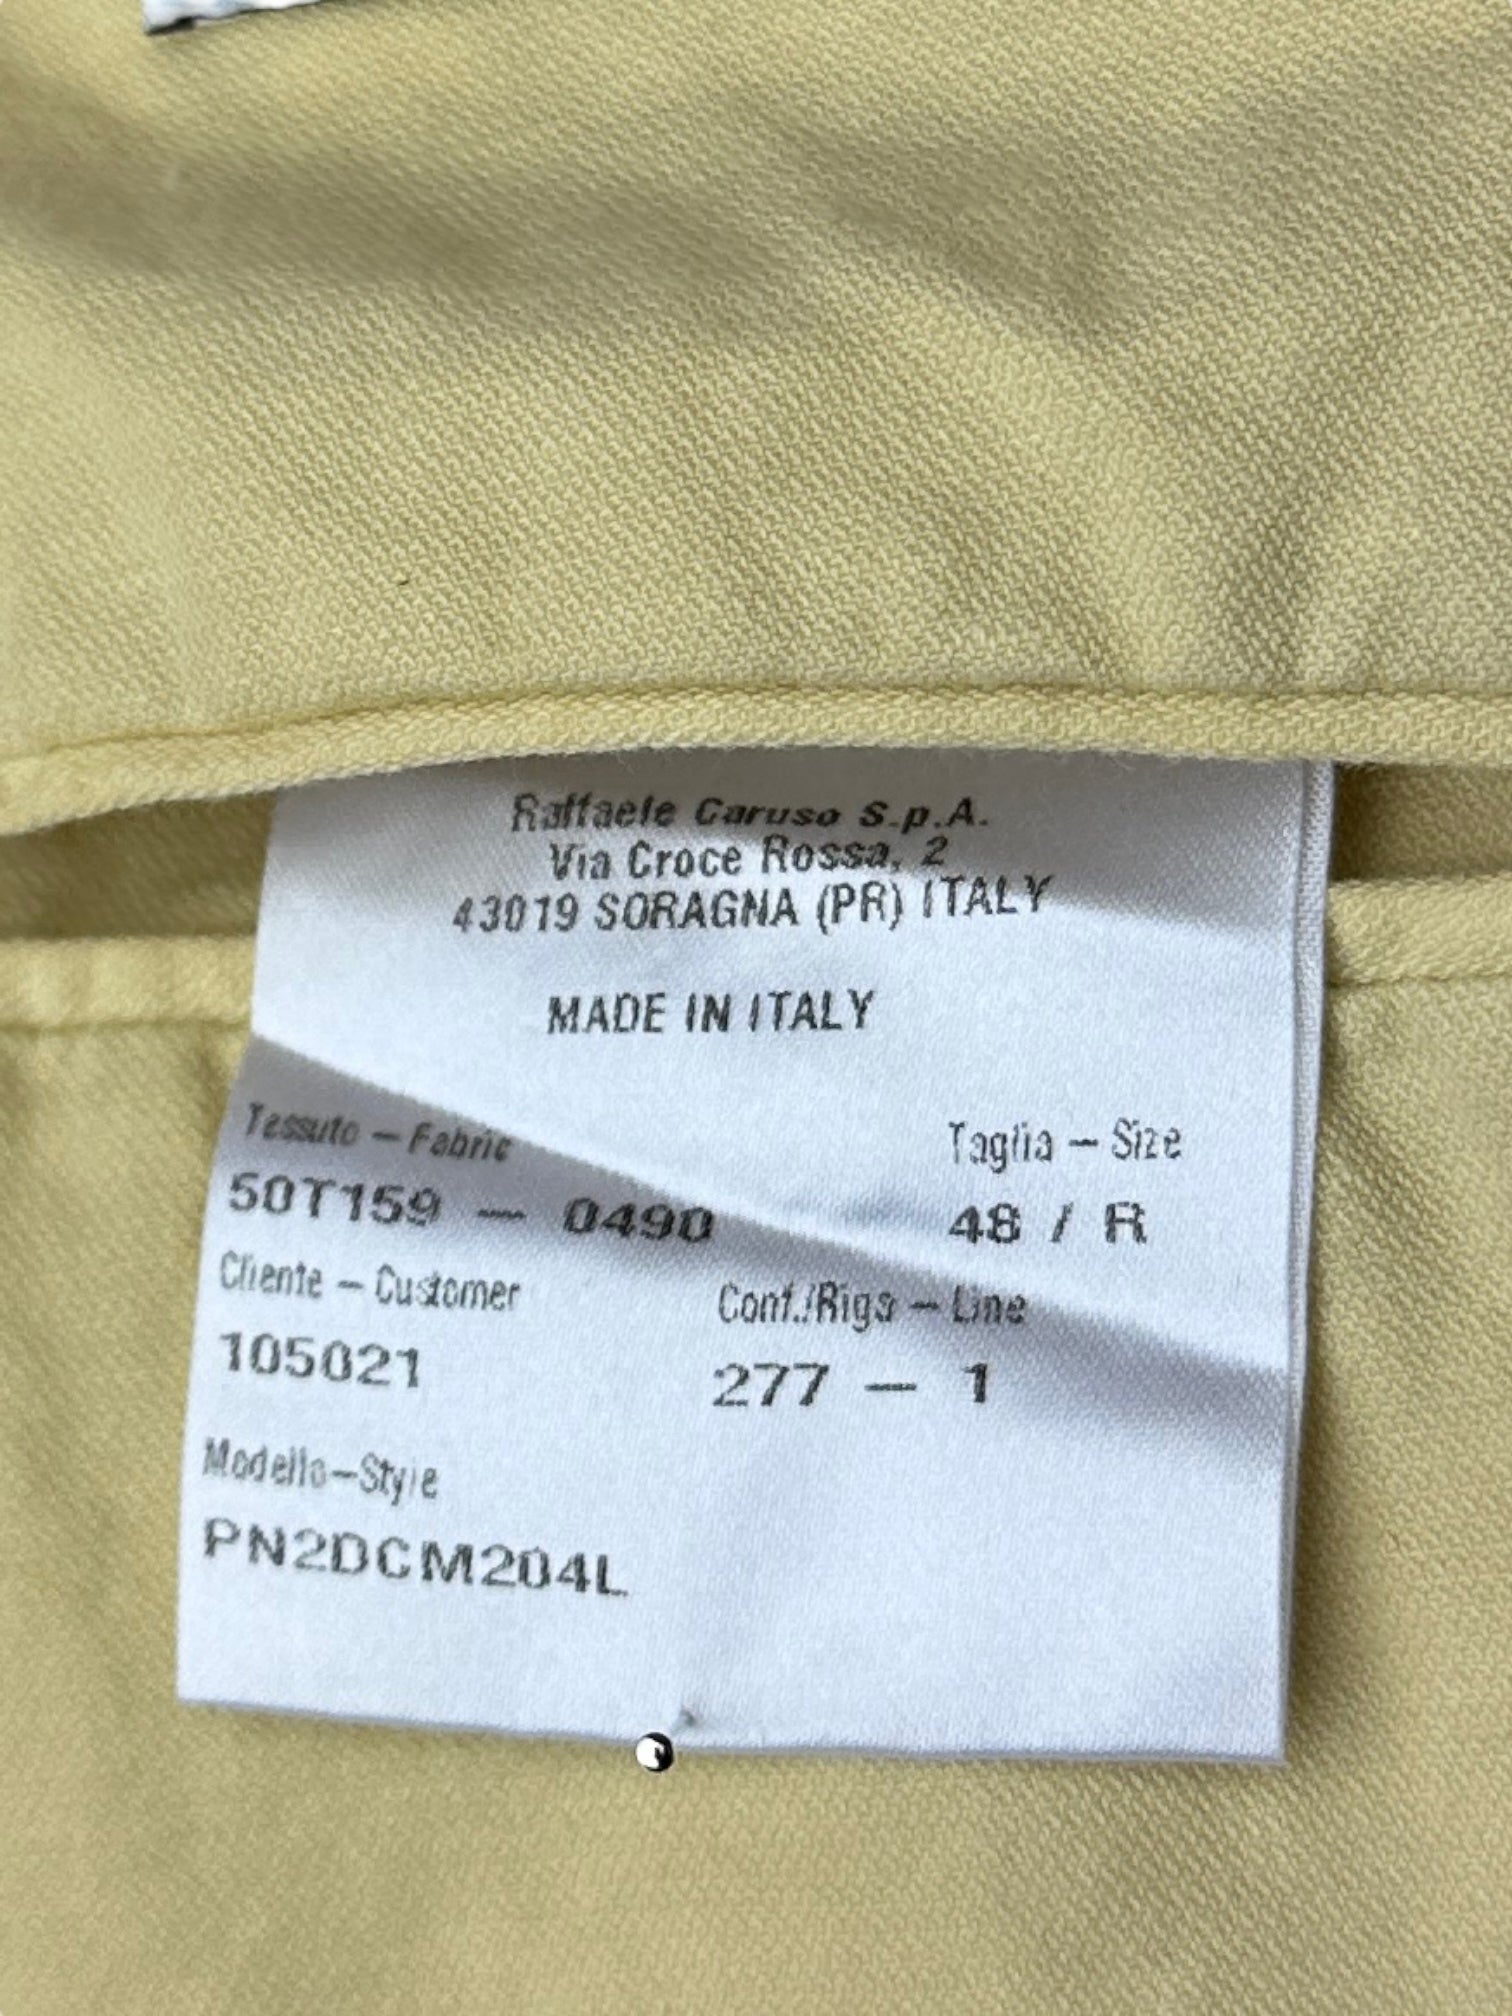 Raffaele Caruso S.p.A.
Via Croce Rossa, 2
43019 SORAGNA (PR) ITALY
MADE IN ITALY
Tessuto – Fabric
Taglia – Size
50T159 – 0490
48 / R
Cliente – Customer
Conf./Riga – Line
105021
277 – 1
Modello–Style
PN2DCM204L